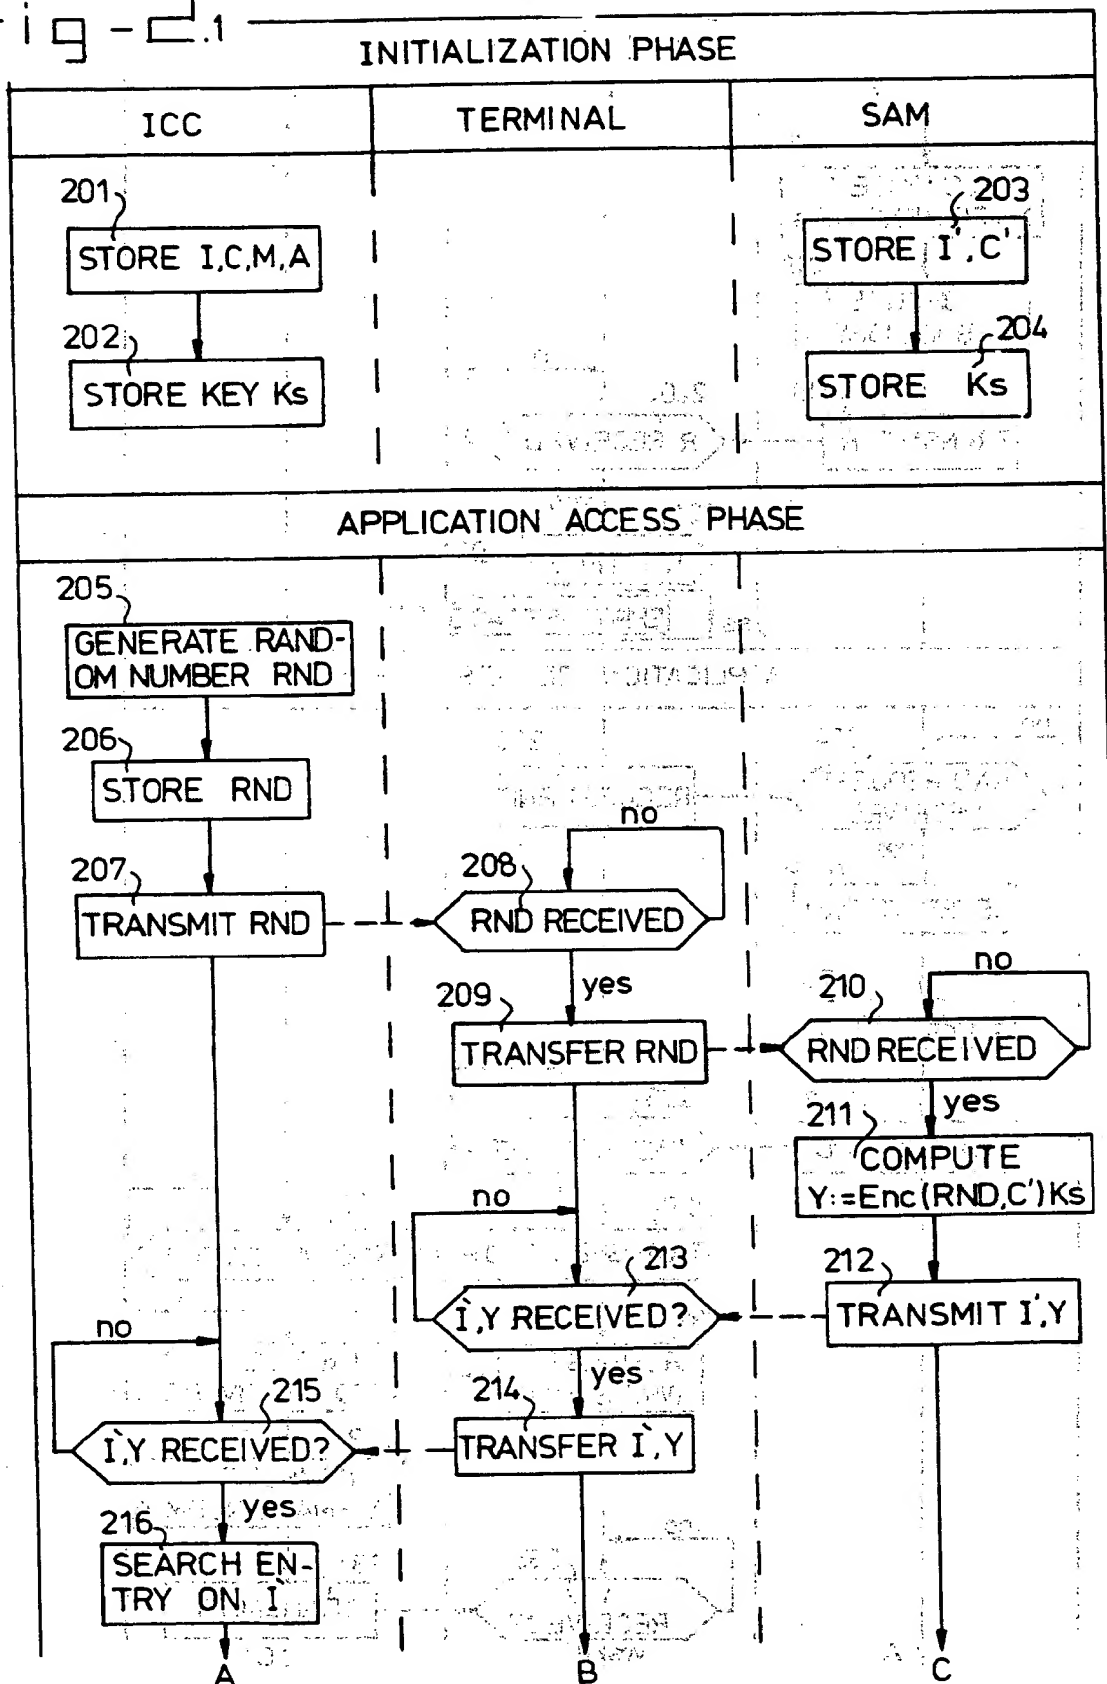 Fig-2.1
INITIALIZATION PHASE
ICC TERMINAL SAM
201
STORE I,C,M,A
203
STORE I',C'
202
STORE KEY Ks
204
STORE Ks
APPLICATION ACCESS PHASE
205
GENERATE RAND-
OM NUMBER RND
206
STORE RND
207
TRANSMIT RND
no
208
RND RECEIVED
yes
209
TRANSFER RND
no
210
RND RECEIVED
yes
211
COMPUTE
Y:=Enc(RND,C')Ks
212
TRANSMIT I',Y
no
213
I',Y RECEIVED?
yes
214
TRANSFER I',Y
no
215
I',Y RECEIVED?
yes
216
SEARCH EN-
TRY ON I'
A B C